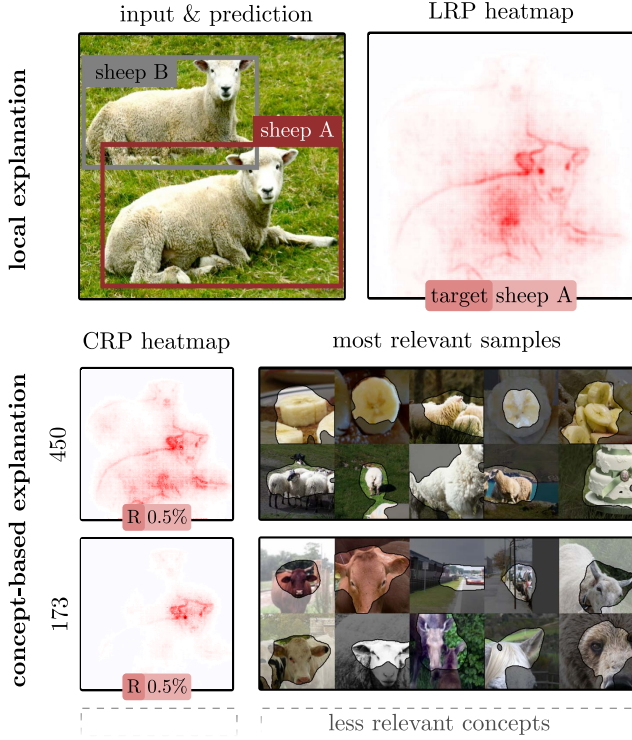 input & prediction
LRP heatmap
local explanation
sheep B
sheep A
target sheep A
CRP heatmap
most relevant samples
concept-based explanation
450
R 0.5%
173
R 0.5%
less relevant concepts